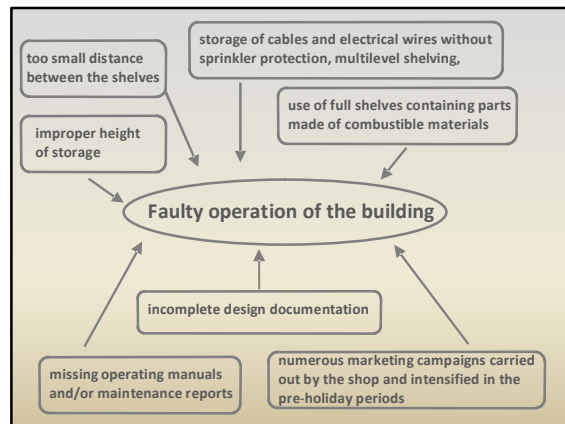 storage of cables and electrical wires without
sprinkler protection, multilevel shelving,
too small distance
between the shelves
use of full shelves containing parts
made of combustible materials
improper height
of storage
Faulty operation of the building
incomplete design documentation
missing operating manuals
and/or maintenance reports
numerous marketing campaigns carried
out by the shop and intensified in the
pre-holiday periods